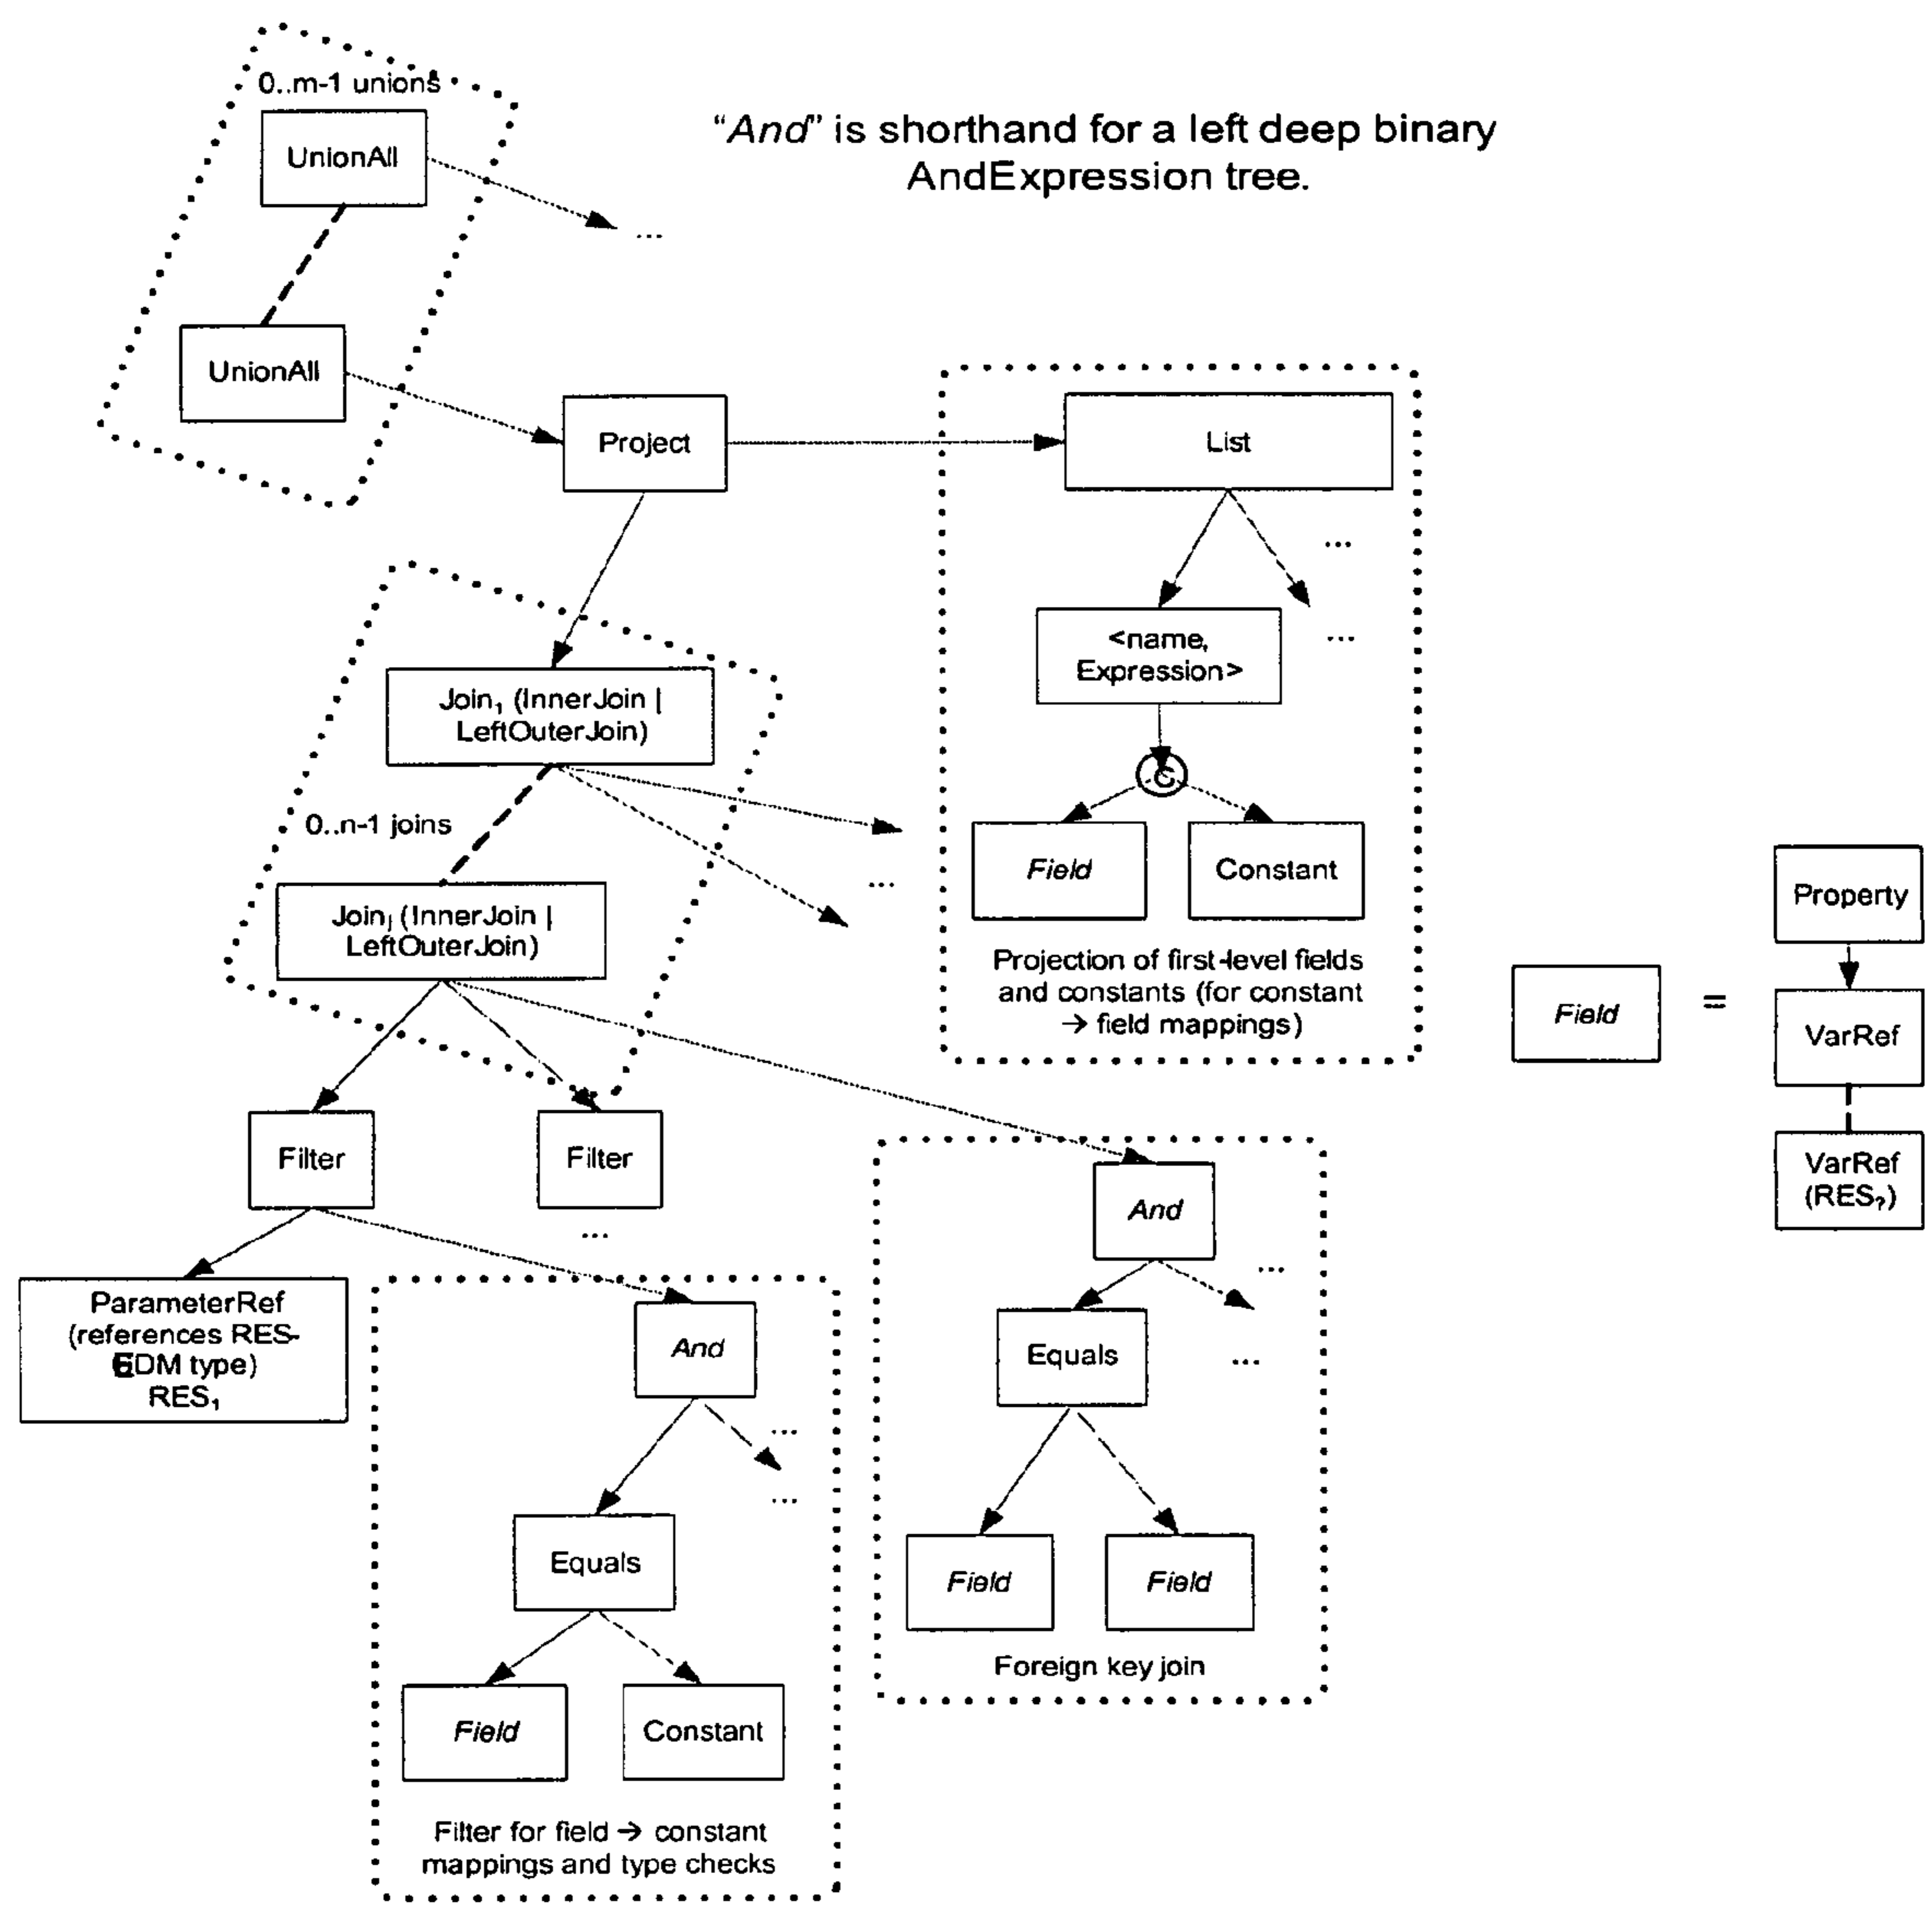 0..m-1 unions
UnionAll
"And" is shorthand for a left deep binary
AndExpression tree.
...
UnionAll
Project
List
...
<name,
Expression>
...
Join₁ (InnerJoin |
LeftOuterJoin)
C
0..n-1 joins
...
Field
Constant
Joinⱼ (InnerJoin |
LeftOuterJoin)
Projection of first-level fields
and constants (for constant
→ field mappings)
Field
=
Property
VarRef
VarRef
(RES?)
Filter
Filter
...
And
...
ParameterRef
(references RES-
EDM type)
RES₁
And
...
...
Equals
...
Equals
Field
Field
Foreign key join
Field
Constant
Filter for field → constant
mappings and type checks